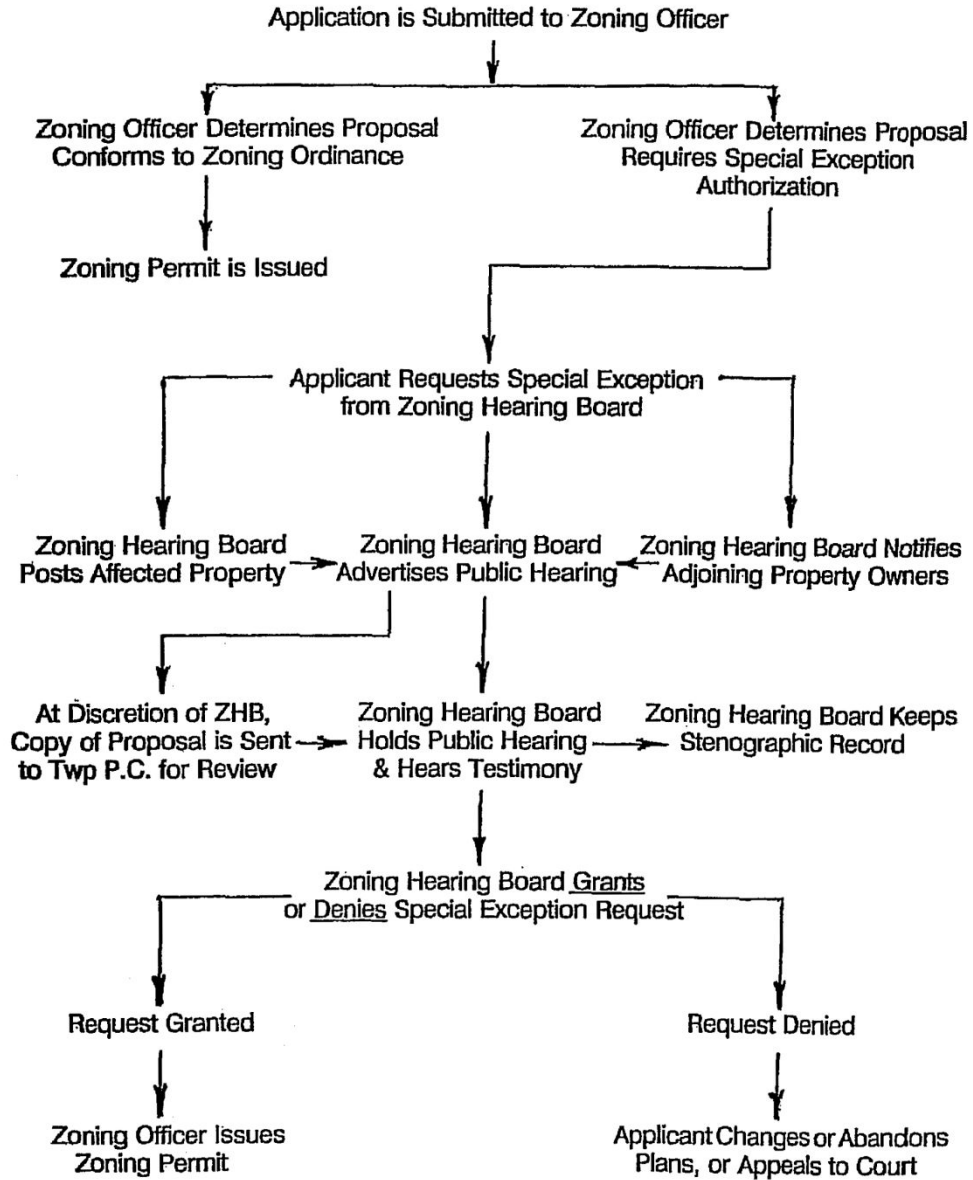 Application is Submitted to Zoning Officer
Zoning Officer Determines Proposal
Conforms to Zoning Ordinance
Zoning Officer Determines Proposal
Requires Special Exception
Authorization
Zoning Permit is Issued
Applicant Requests Special Exception
from Zoning Hearing Board
Zoning Hearing Board
Posts Affected Property
Zoning Hearing Board
Advertises Public Hearing
Zoning Hearing Board Notifies
Adjoining Property Owners
At Discretion of ZHB,
Copy of Proposal is Sent
to Twp P.C. for Review
Zoning Hearing Board
Holds Public Hearing
& Hears Testimony
Zoning Hearing Board Keeps
Stenographic Record
Zoning Hearing Board Grants
or Denies Special Exception Request
Request Granted
Request Denied
Zoning Officer Issues
Zoning Permit
Applicant Changes or Abandons
Plans, or Appeals to Court